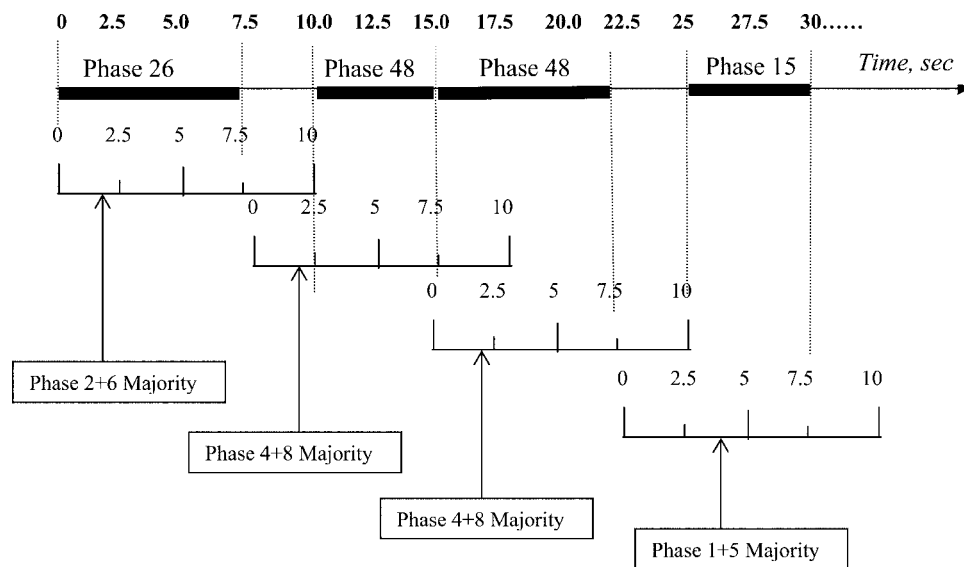 0 2.5 5.0 7.5 10.0 12.5 15.0 17.5 20.0 22.5 25 27.5 30......
Phase 26 Phase 48 Phase 48 Phase 15 Time, sec
0 2.5 5 7.5 10
0 2.5 5 7.5 10
0 2.5 5 7.5 10
Phase 2+6 Majority
0 2.5 5 7.5 10
Phase 4+8 Majority
Phase 4+8 Majority
Phase 1+5 Majority